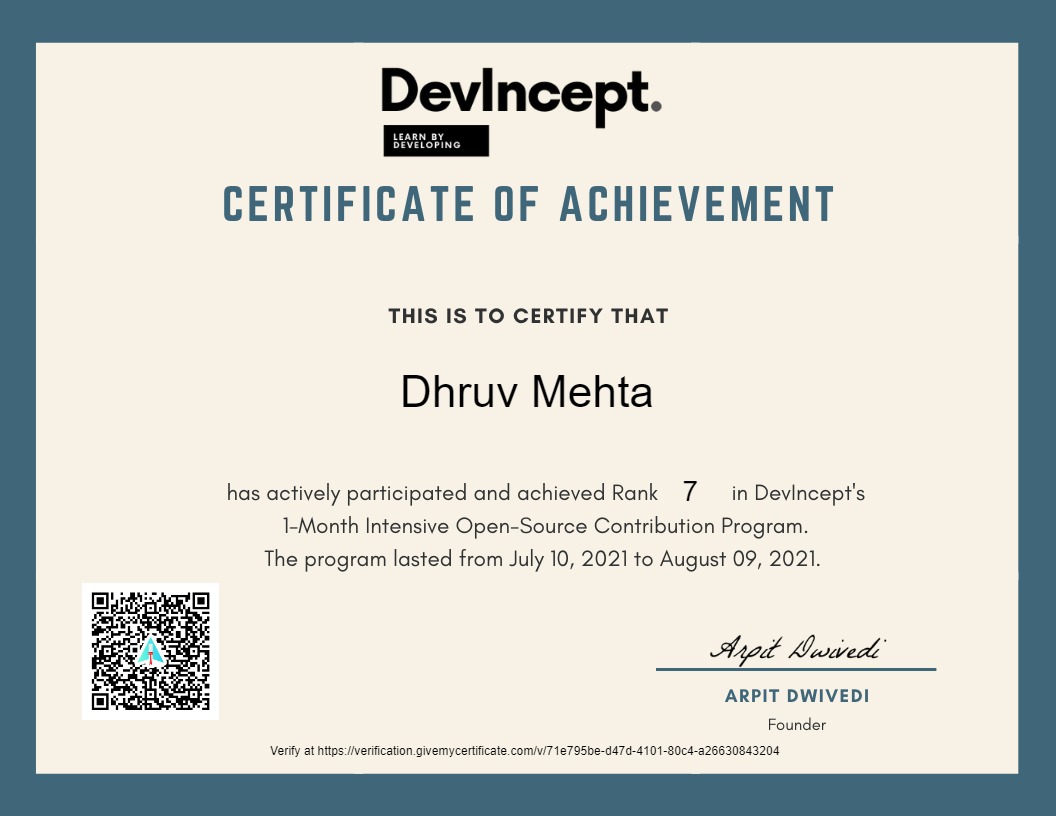 DevIncept.
LEARN BY
DEVELOPING
CERTIFICATE OF ACHIEVEMENT
THIS IS TO CERTIFY THAT
Dhruv Mehta
has actively participated and achieved Rank 7 in DevIncept's
1-Month Intensive Open-Source Contribution Program.
The program lasted from July 10, 2021 to August 09, 2021.
Arpit Dwivedi
ARPIT DWIVEDI
Founder
Verify at https://verification.givemycertificate.com/v/71e795be-d47d-4101-80c4-a26630843204